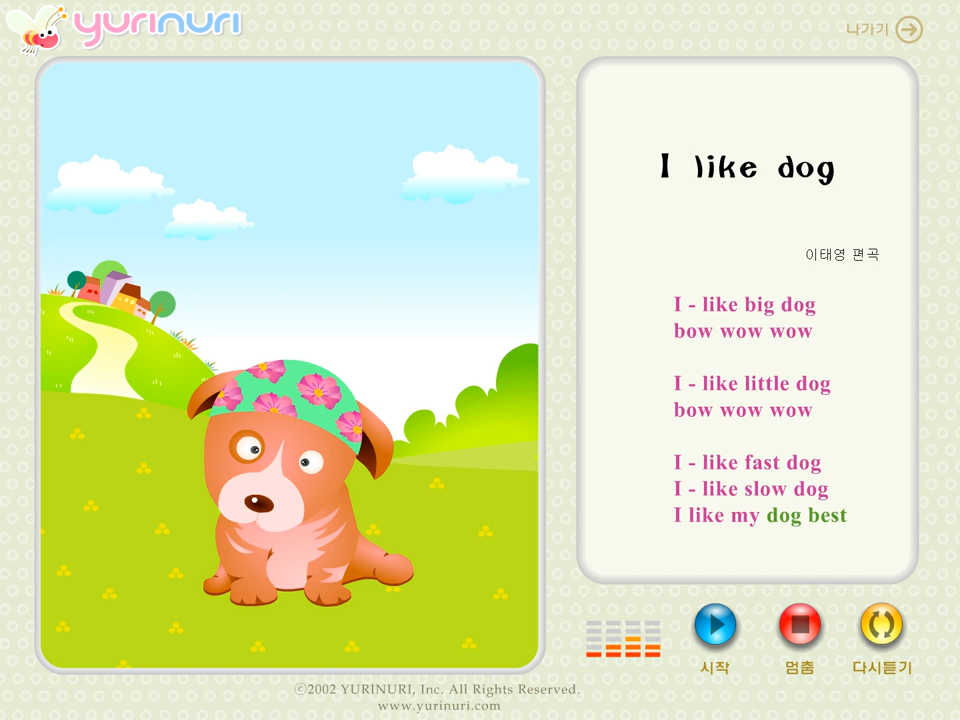 yurinuri
나가기
I like dog
이태영 편곡
I - like big dog
bow wow wow
I - like little dog
bow wow wow
I - like fast dog
I - like slow dog
I like my dog best
시작
멈춤
다시듣기
©2002 YURINURI, Inc. All Rights Reserved.
www.yurinuri.com